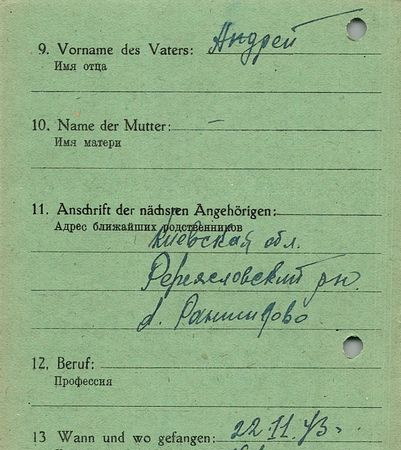 9. Vorname des Vaters: Андрей
Имя отца
10. Name der Mutter:
Имя матери
11. Anschrift der nächsten Angehörigen:
Адрес ближайших родственников
Киевская обл.
рн.
12. Beruf:
Профессия
13 Wann und wo gefangen: 22.11.43